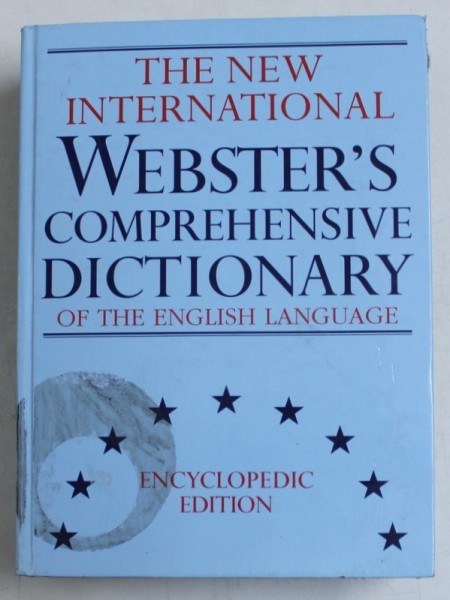 THE NEW
INTERNATIONAL
WEBSTER'S
COMPREHENSIVE
DICTIONARY
OF THE ENGLISH LANGUAGE
ENCYCLOPEDIC
EDITION